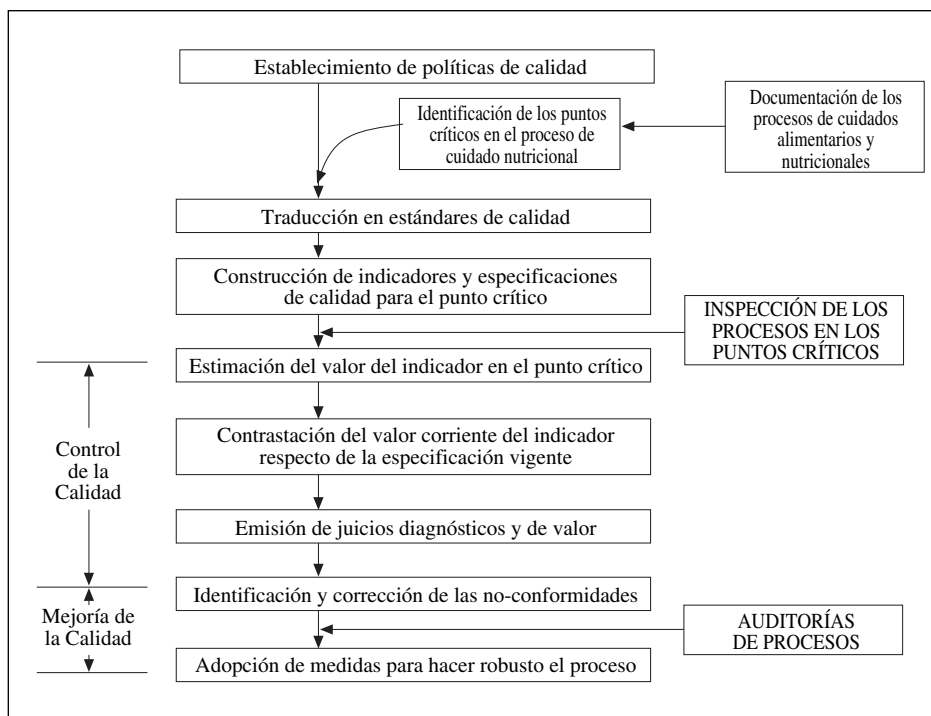 Establecimiento de políticas de calidad
Identificación de los puntos
críticos en el proceso de
cuidado nutricional
Documentación de los
procesos de cuidados
alimentarios y
nutricionales
Traducción en estándares de calidad
Construcción de indicadores y especificaciones
de calidad para el punto crítico
INSPECCIÓN DE LOS
PROCESOS EN LOS
PUNTOS CRÍTICOS
Estimación del valor del indicador en el punto crítico
Contrastación del valor corriente del indicador
respecto de la especificación vigente
Control
de la
Calidad
Emisión de juicios diagnósticos y de valor
Identificación y corrección de las no-conformidades
Mejoría de
la Calidad
AUDITORÍAS
DE PROCESOS
Adopción de medidas para hacer robusto el proceso